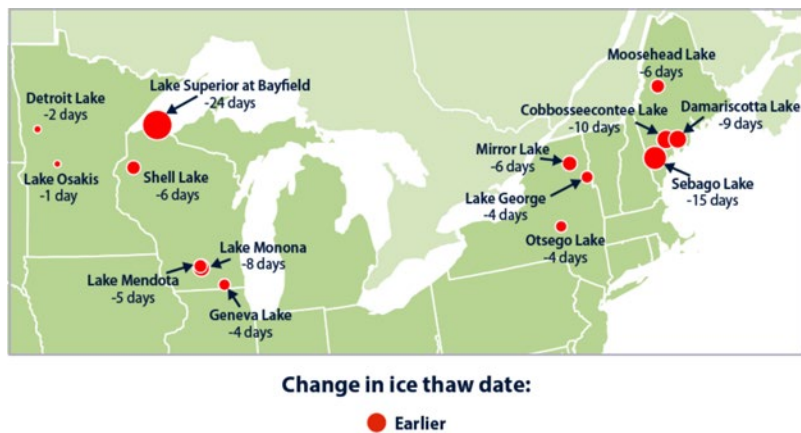 Detroit Lake
-2 days
Lake Osakis
-1 day
Lake Superior at Bayfield
-24 days
Shell Lake
-6 days
Lake Mendota
-5 days
Lake Monona
-8 days
Geneva Lake
-4 days
Moosehead Lake
-6 days
Cobbosseecontee Lake
-10 days
Damariscotta Lake
-9 days
Mirror Lake
-6 days
Lake George
-4 days
Sebago Lake
-15 days
Otsego Lake
-4 days
Change in ice thaw date:
Earlier